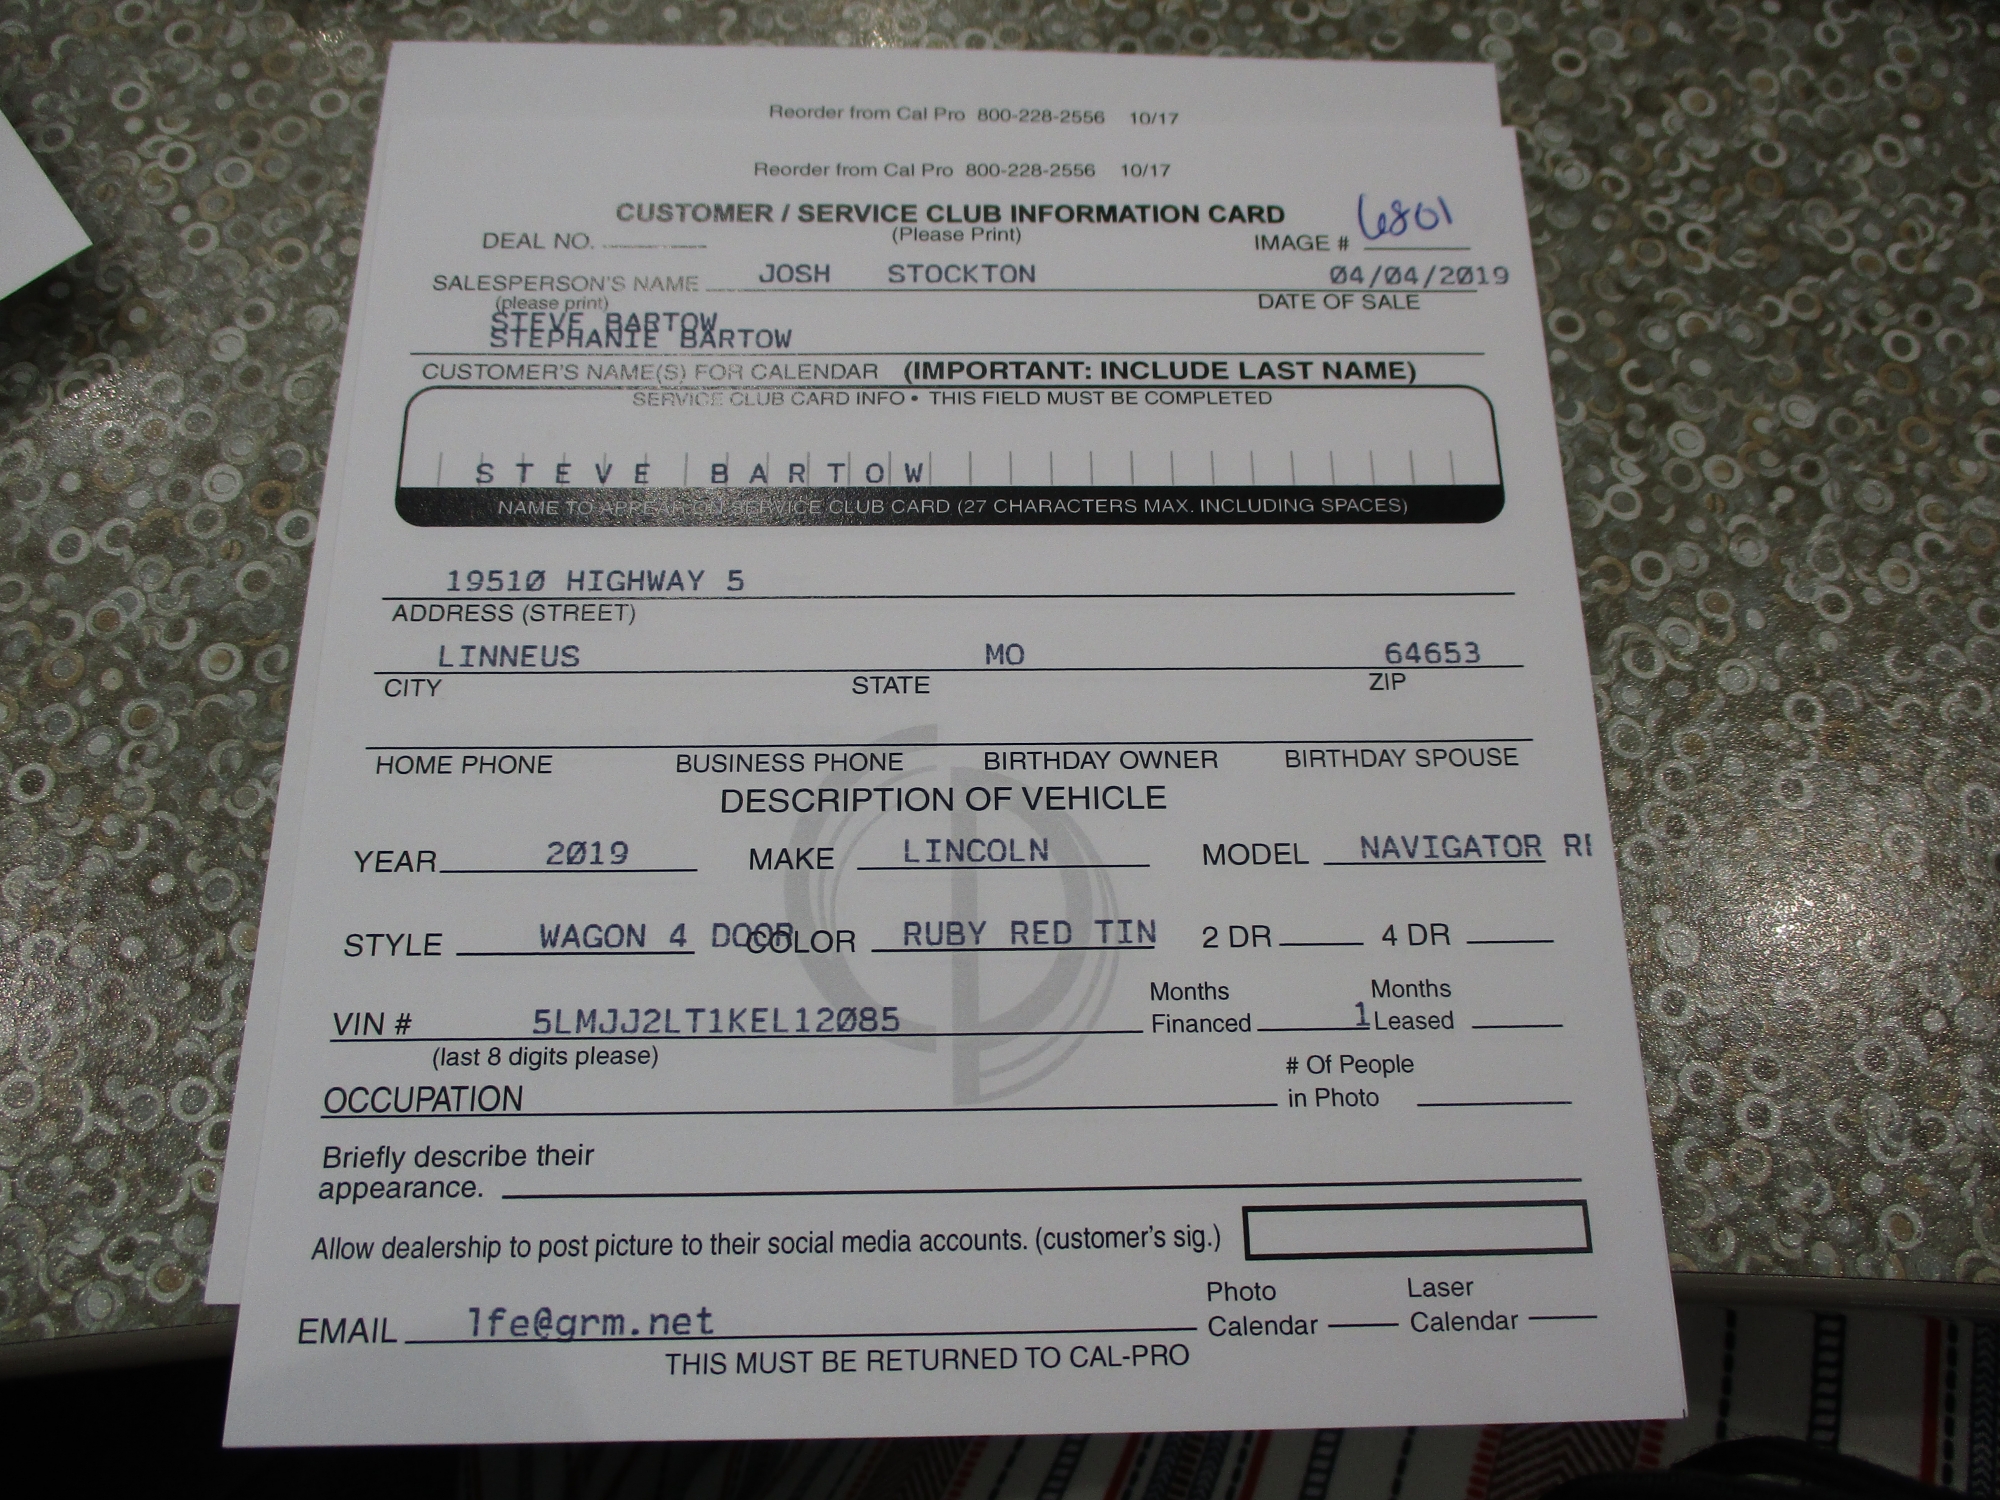 Reorder from Cal Pro 800-228-2556 10/17
Reorder from Cal Pro 800-228-2556 10/17
CUSTOMER / SERVICE CLUB INFORMATION CARD
DEAL NO. (Please Print) IMAGE # 6801
SALESPERSON'S NAME JOSH STOCKTON 04/04/2019
(please print) DATE OF SALE
STEVE BARTOW
STEPHANIE BARTOW
CUSTOMER'S NAME(S) FOR CALENDAR (IMPORTANT: INCLUDE LAST NAME)
SERVICE CLUB CARD INFO • THIS FIELD MUST BE COMPLETED
STEVE BARTOW
NAME TO APPEAR ON SERVICE CLUB CARD (27 CHARACTERS MAX. INCLUDING SPACES)
19510 HIGHWAY 5
ADDRESS (STREET)
LINNEUS MO 64653
CITY STATE ZIP
HOME PHONE BUSINESS PHONE BIRTHDAY OWNER BIRTHDAY SPOUSE
DESCRIPTION OF VEHICLE
YEAR 2019 MAKE LINCOLN MODEL NAVIGATOR
STYLE WAGON 4 DOOR COLOR RUBY RED TIN 2 DR 4 DR
Months Months
VIN # 5LMJJ2LT1KEL12085 Financed 1 Leased
(last 8 digits please) # Of People
OCCUPATION in Photo
Briefly describe their
appearance.
Allow dealership to post picture to their social media accounts. (customer's sig.)
Photo Laser
EMAIL lfe@grm.net Calendar Calendar
THIS MUST BE RETURNED TO CAL-PRO